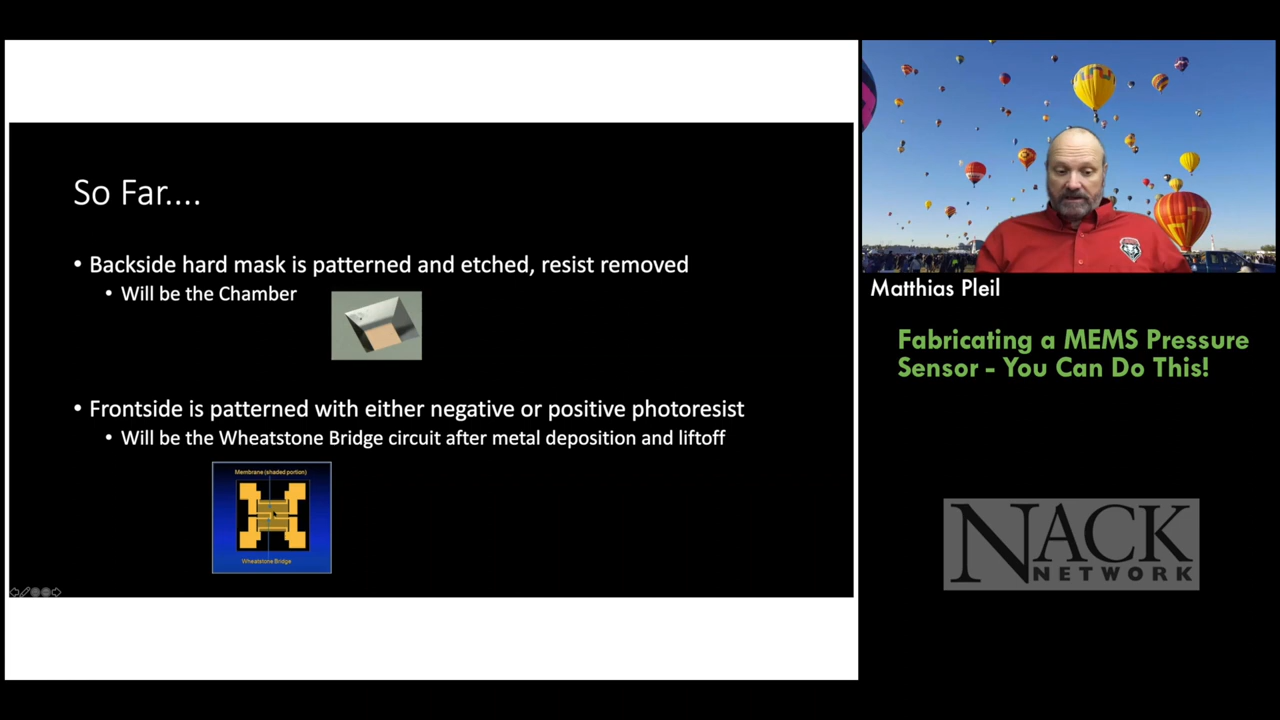 So Far....
• Backside hard mask is patterned and etched, resist removed
• Will be the Chamber
• Frontside is patterned with either negative or positive photoresist
• Will be the Wheatstone Bridge circuit after metal deposition and liftoff
Membrane (shaded portion)
Wheatstone Bridge
Matthias Pleil
Fabricating a MEMS Pressure
Sensor - You Can Do This!
NACK
NETWORK